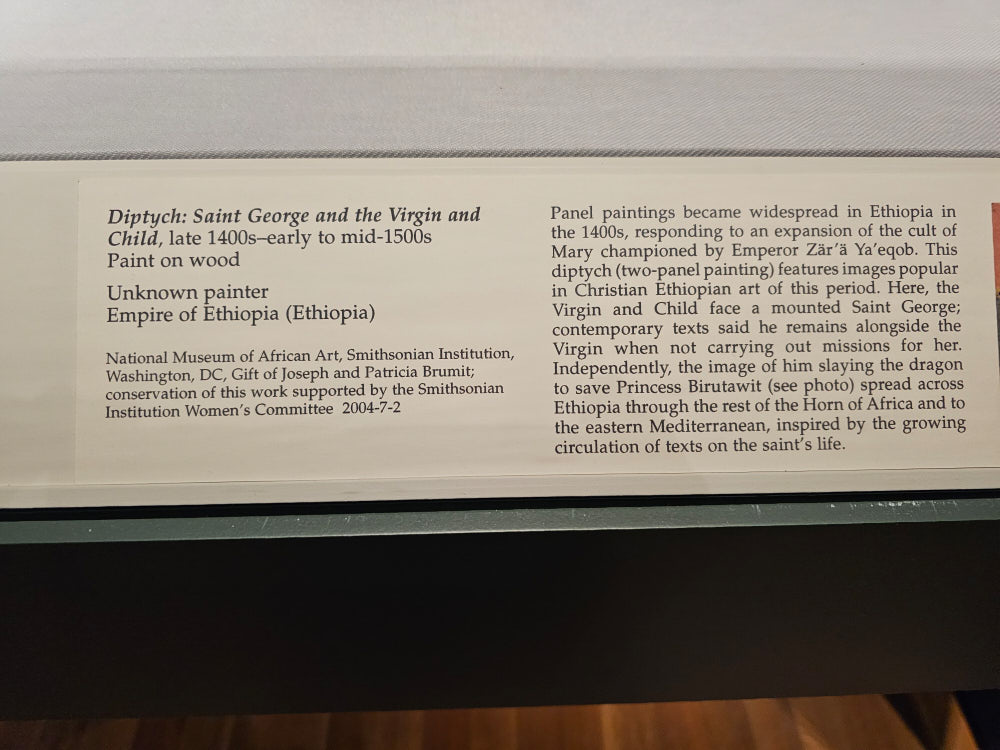 Diptych: Saint George and the Virgin and
Child, late 1400s–early to mid-1500s
Paint on wood
Unknown painter
Empire of Ethiopia (Ethiopia)
National Museum of African Art, Smithsonian Institution,
Washington, DC, Gift of Joseph and Patricia Brumit;
conservation of this work supported by the Smithsonian
Institution Women's Committee 2004-7-2
Panel paintings became widespread in Ethiopia in
the 1400s, responding to an expansion of the cult of
Mary championed by Emperor Zär'ä Ya'eqob. This
diptych (two-panel painting) features images popular
in Christian Ethiopian art of this period. Here, the
Virgin and Child face a mounted Saint George;
contemporary texts said he remains alongside the
Virgin when not carrying out missions for her.
Independently, the image of him slaying the dragon
to save Princess Birutawit (see photo) spread across
Ethiopia through the rest of the Horn of Africa and to
the eastern Mediterranean, inspired by the growing
circulation of texts on the saint's life.